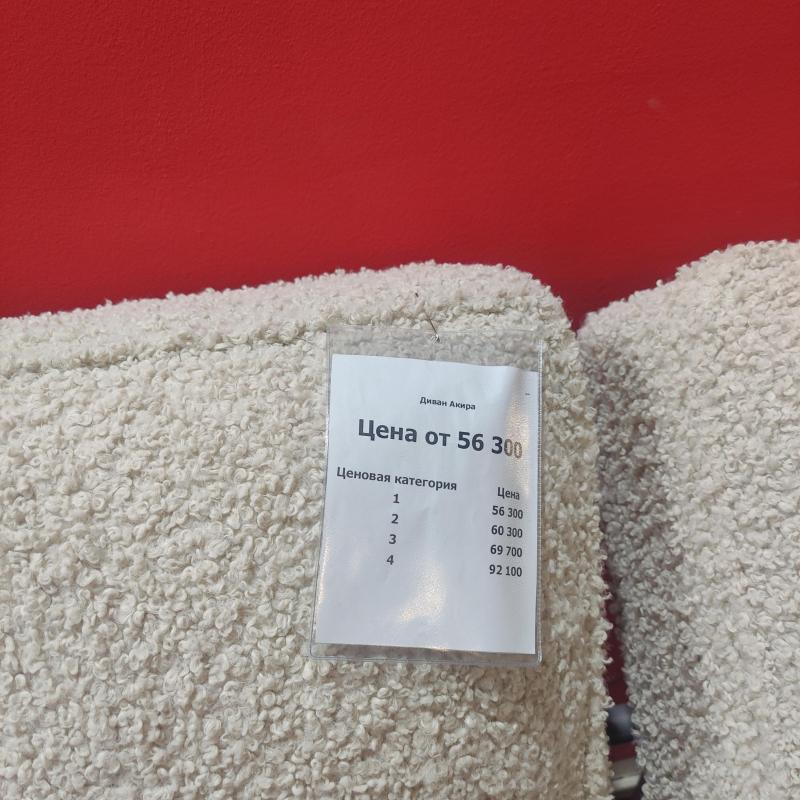 Диван Акира
Цена от 56 300
Ценовая категория Цена
1 56 300
2 60 300
3 69 700
4 92 100